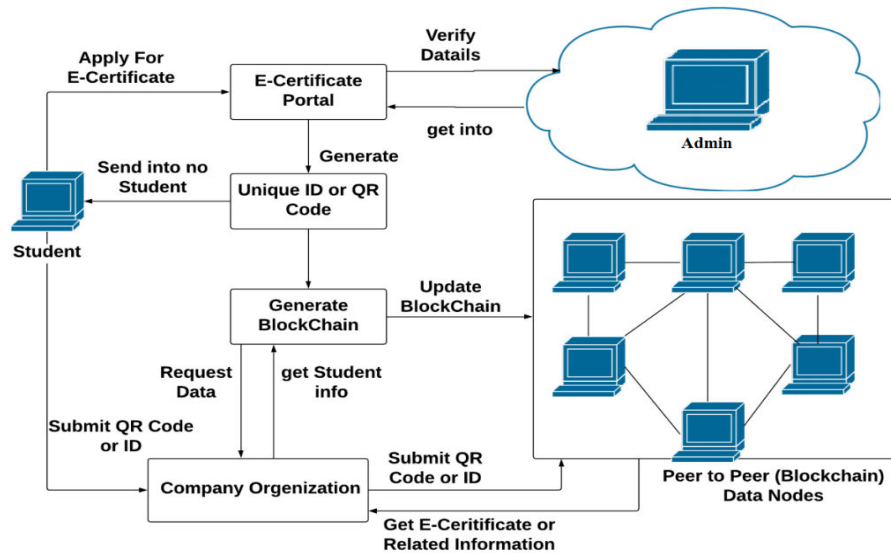 Apply For
E-Certificate
E-Certificate
Portal
Verify
Datails
get into
Admin
Generate
Send into no
Student
Unique ID or QR
Code
Student
Generate
BlockChain
Update
BlockChain
Request
Data
get Student
info
Submit QR Code
or ID
Company Orgenization
Submit QR
Code or ID
Peer to Peer (Blockchain)
Data Nodes
Get E-Ceritificate or
Related Information